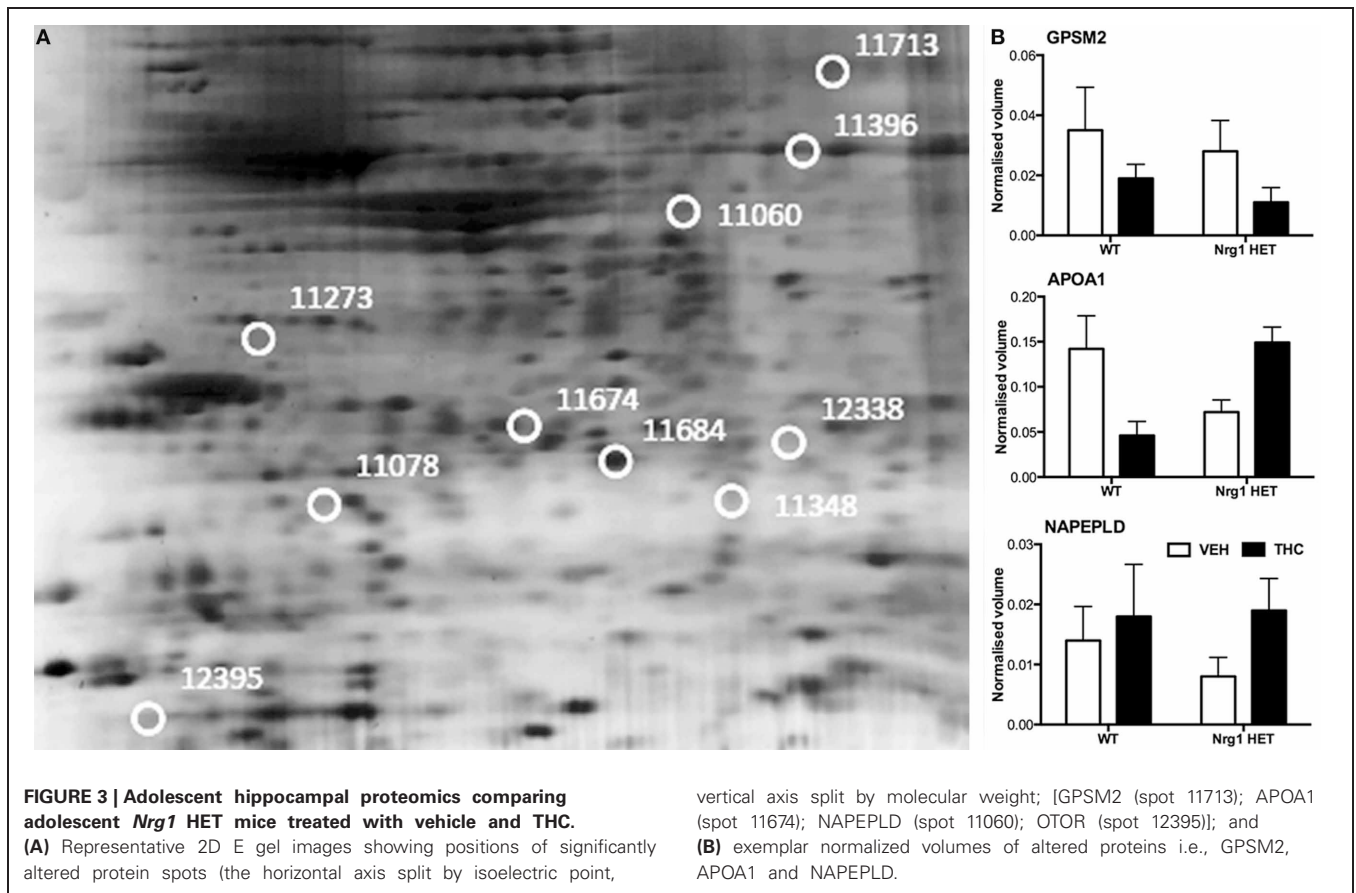 A
11713
11396
11060
11273
11674
12338
11684
11078
11348
12395
B
GPSM2
Normalised volume
0.06
0.04
0.02
0.00
WT
Nrg1 HET
APOA1
Normalised volume
0.20
0.15
0.10
0.05
0.00
WT
Nrg1 HET
NAPEPLD
VEH
THC
Normalised volume
0.03
0.02
0.01
0.00
WT
Nrg1 HET
FIGURE 3 | Adolescent hippocampal proteomics comparing
adolescent Nrg1 HET mice treated with vehicle and THC.
(A) Representative 2D E gel images showing positions of significantly
altered protein spots (the horizontal axis split by isoelectric point,
vertical axis split by molecular weight; [GPSM2 (spot 11713); APOA1
(spot 11674); NAPEPLD (spot 11060); OTOR (spot 12395)]; and
(B) exemplar normalized volumes of altered proteins i.e., GPSM2,
APOA1 and NAPEPLD.